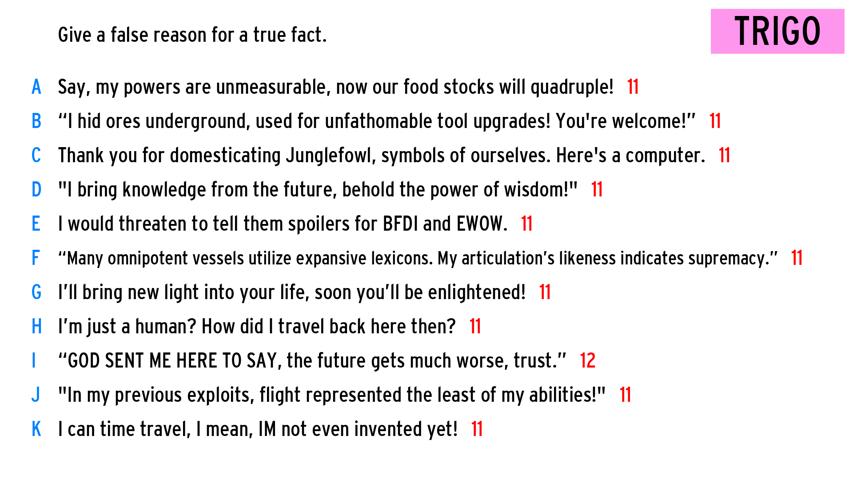 Give a false reason for a true fact.
TRIGO
A Say, my powers are unmeasurable, now our food stocks will quadruple! 11
B “I hid ores underground, used for unfathomable tool upgrades! You're welcome!” 11
C Thank you for domesticating Junglefowl, symbols of ourselves. Here's a computer. 11
D "I bring knowledge from the future, behold the power of wisdom!" 11
E I would threaten to tell them spoilers for BFDI and EWOW. 11
F “Many omnipotent vessels utilize expansive lexicons. My articulation’s likeness indicates supremacy.” 11
G I’ll bring new light into your life, soon you’ll be enlightened! 11
H I’m just a human? How did I travel back here then? 11
I “GOD SENT ME HERE TO SAY, the future gets much worse, trust.” 12
J "In my previous exploits, flight represented the least of my abilities!" 11
K I can time travel, I mean, IM not even invented yet! 11